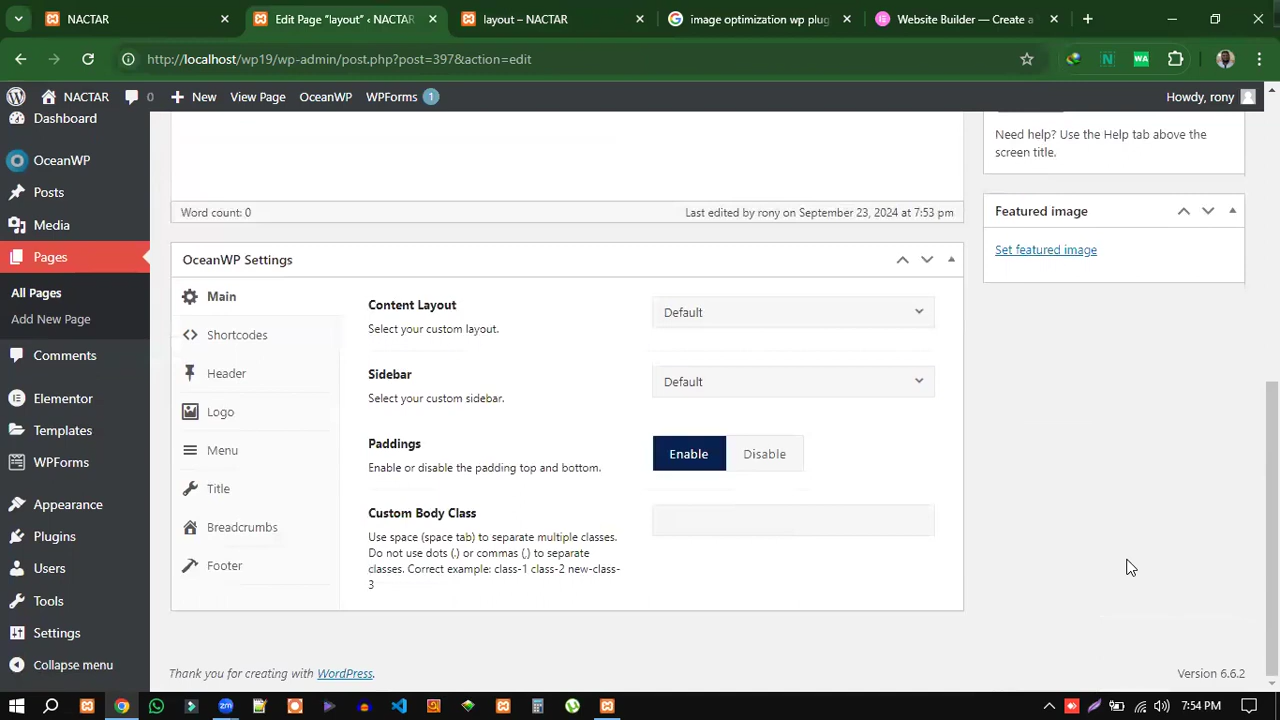 NACTAR
Edit Page “layout” ‹ NACTAR
layout – NACTAR
image optimization wp plug
Website Builder — Create a
http://localhost/wp19/wp-admin/post.php?post=397&action=edit
NACTAR
0
New
View Page
OceanWP
WPForms
1
Howdy, rony
Dashboard
OceanWP
Posts
Media
Pages
All Pages
Add New Page
Comments
Elementor
Templates
WPForms
Appearance
Plugins
Users
Tools
Settings
Collapse menu
Word count: 0
Last edited by rony on September 23, 2024 at 7:53 pm
OceanWP Settings
Main
Shortcodes
Header
Logo
Menu
Title
Breadcrumbs
Footer
Content Layout
Select your custom layout.
Default
Sidebar
Select your custom sidebar.
Default
Paddings
Enable or disable the padding top and bottom.
Enable
Disable
Custom Body Class
Use space (space tab) to separate multiple classes.
Do not use dots (.) or commas (,) to separate
classes. Correct example: class-1 class-2 new-class-
3
Need help? Use the Help tab above the
screen title.
Featured image
Set featured image
Thank you for creating with WordPress.
Version 6.6.2
7:54 PM